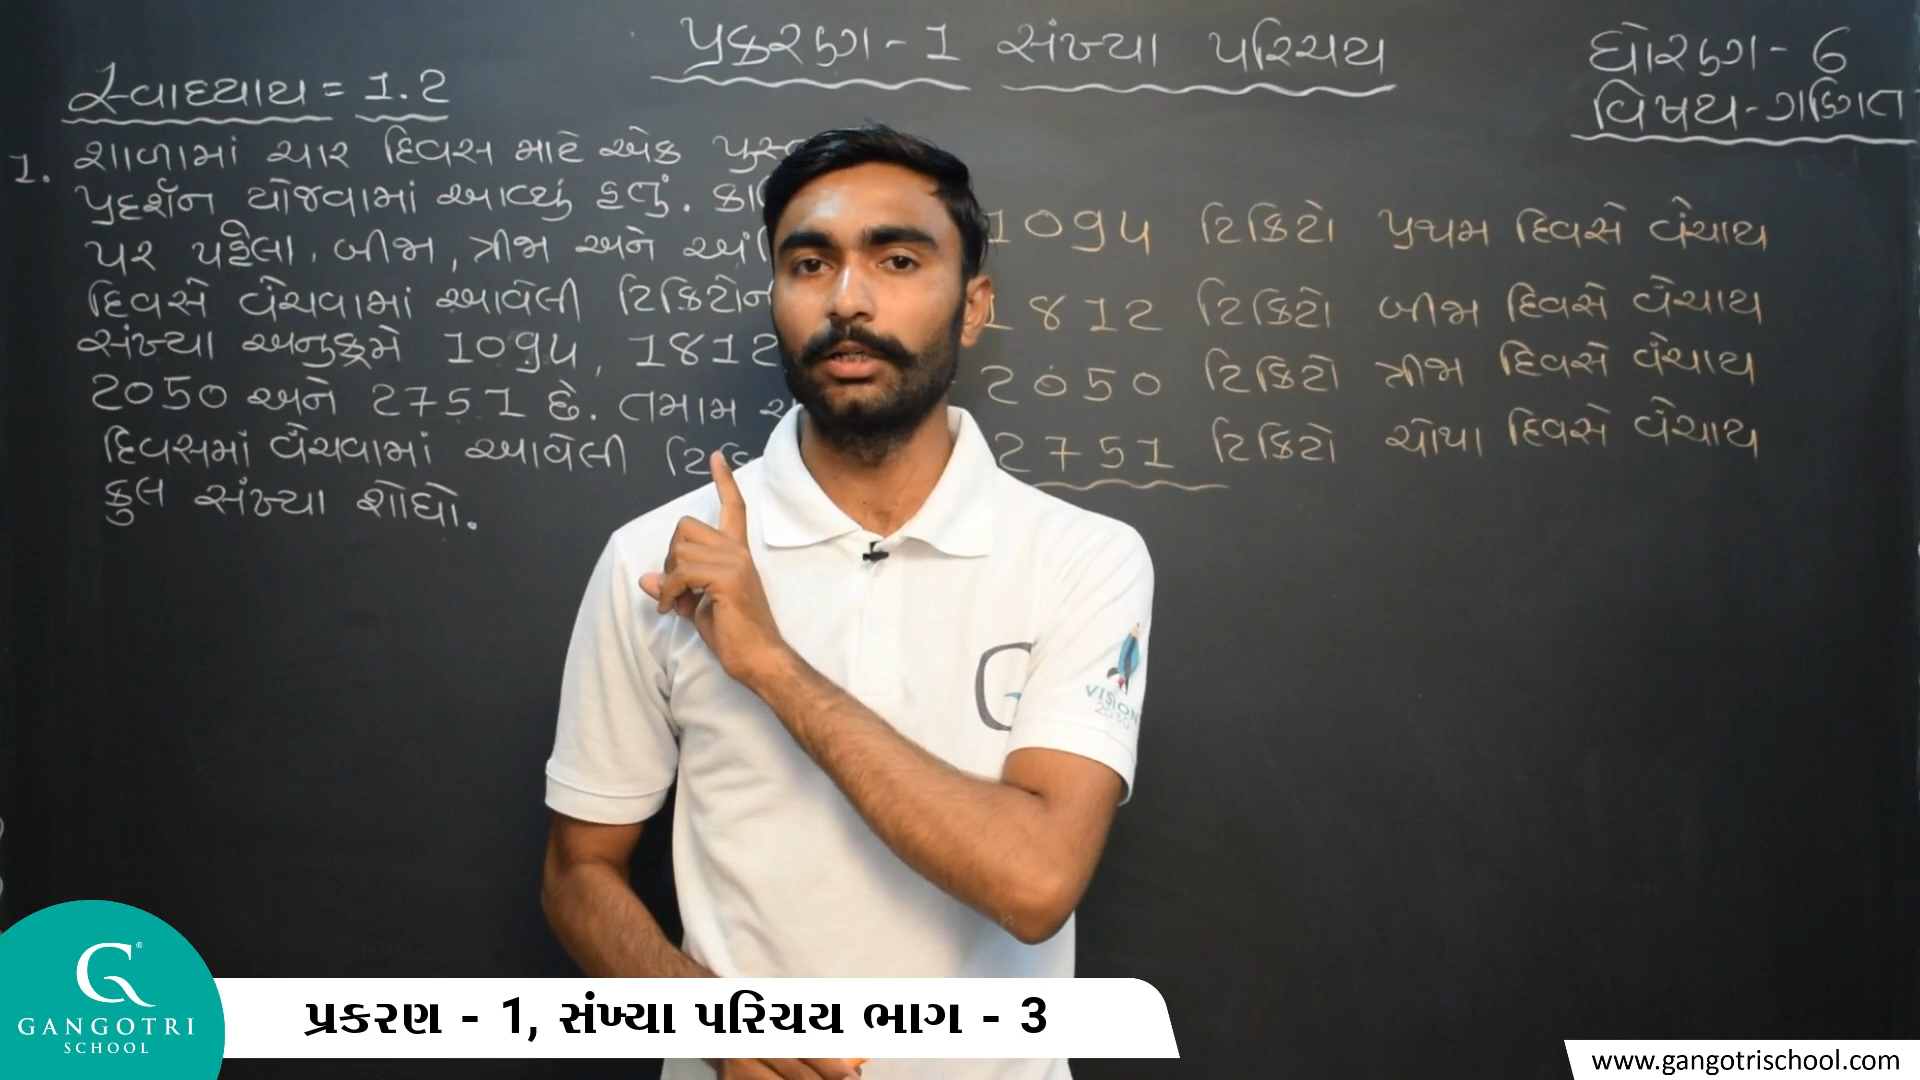 પ્રકરણ-1 સંખ્યા પરિચય
ધોરણ-6
વિષય-ગણિત
સ્વાધ્યાય = 1.2
1. શાળામાં ચાર દિવસ માટે એક
પ્રદર્શન યોજવામાં આવ્યું હતું.
પર પહેલા, બીજા, ત્રીજા અને
દિવસે વેંચવામાં આવેલી
સંખ્યા અનુક્રમે 1094, 1812
2050 અને 2751 છે. તમામ
દિવસમાં વેંચવામાં આવેલી
કુલ સંખ્યા શોધો.
1094 ટિકિટો પ્રથમ દિવસે વેંચાય
1812 ટિકિટો બીજા દિવસે વેંચાય
2050 ટિકિટો ત્રીજા દિવસે વેંચાય
2751 ટિકિટો ચોથા દિવસે વેંચાય
G
VISION
2030
G®
GANGOTRI
SCHOOL
પ્રકરણ - 1, સંખ્યા પરિચય ભાગ - 3
www.gangotrischool.com